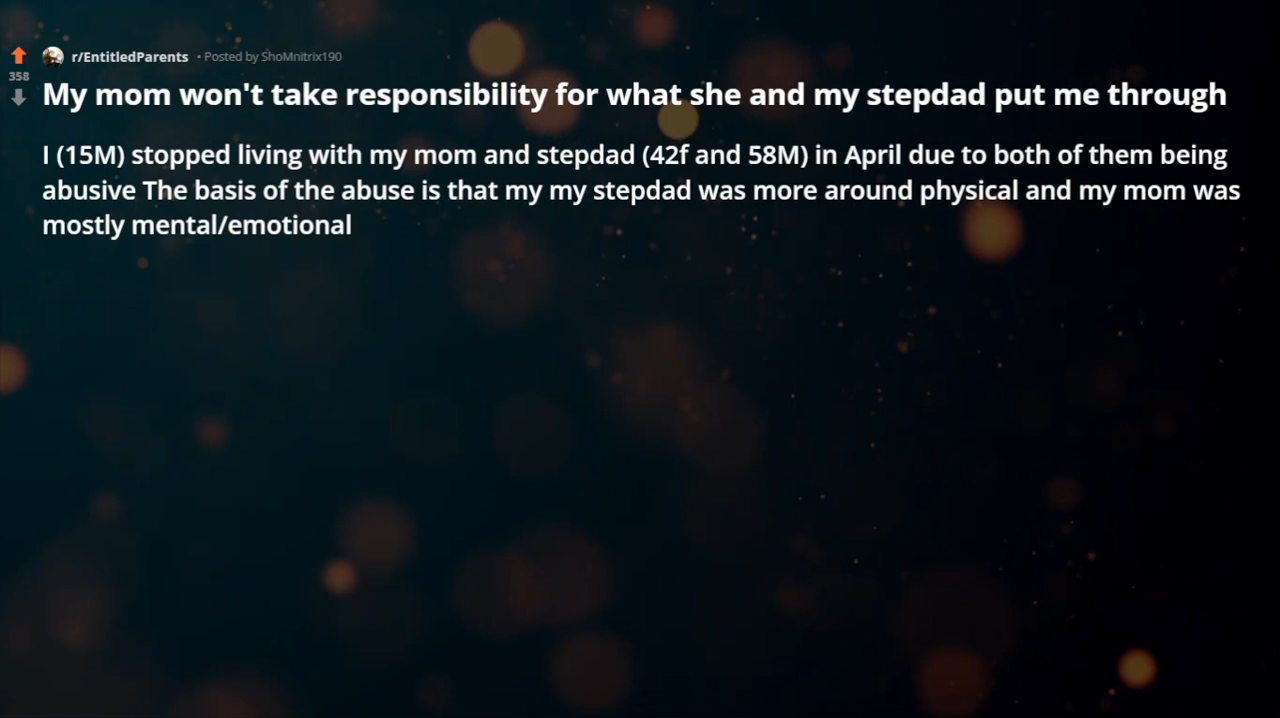 r/EntitledParents • Posted by ShoMnitrix190
358
My mom won't take responsibility for what she and my stepdad put me through
I (15M) stopped living with my mom and stepdad (42f and 58M) in April due to both of them being
abusive The basis of the abuse is that my my stepdad was more around physical and my mom was
mostly mental/emotional